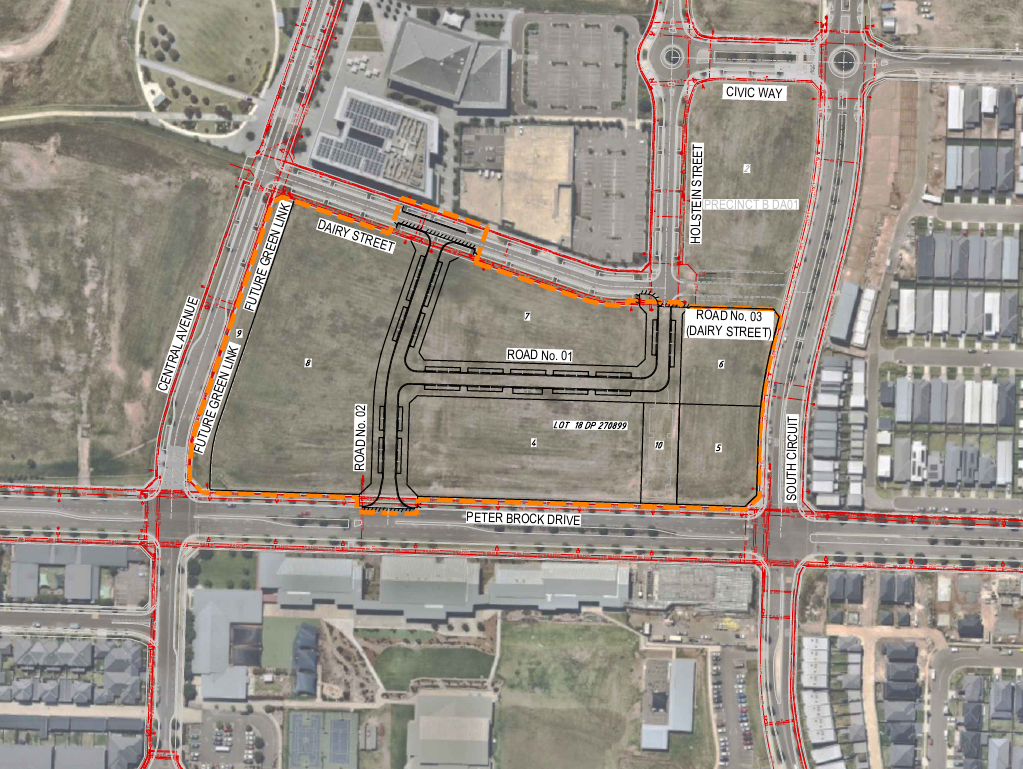 CIVIC WAY
HOLSTEIN STREET
PRECINCT B DA01
FUTURE GREEN LINK
DAIRY STREET
CENTRAL AVENUE
9
8
7
ROAD No. 03
(DAIRY STREET)
ROAD No. 01
6
FUTURE GREEN LINK
ROAD No. 02
LOT 18 DP 270899
4
10
5
SOUTH CIRCUIT
PETER BROCK DRIVE